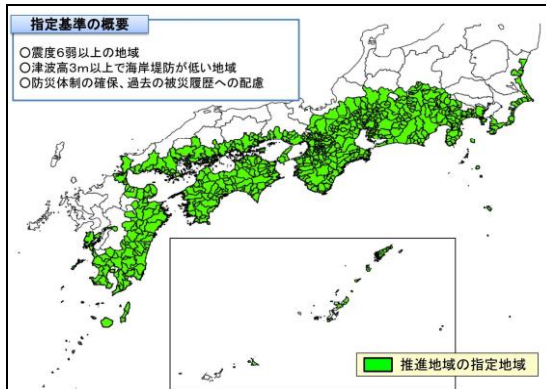 指定基準の概要
○震度6弱以上の地域
○津波高3m以上で海岸堤防が低い地域
○防災体制の確保、過去の被災履歴への配慮
推進地域の指定地域